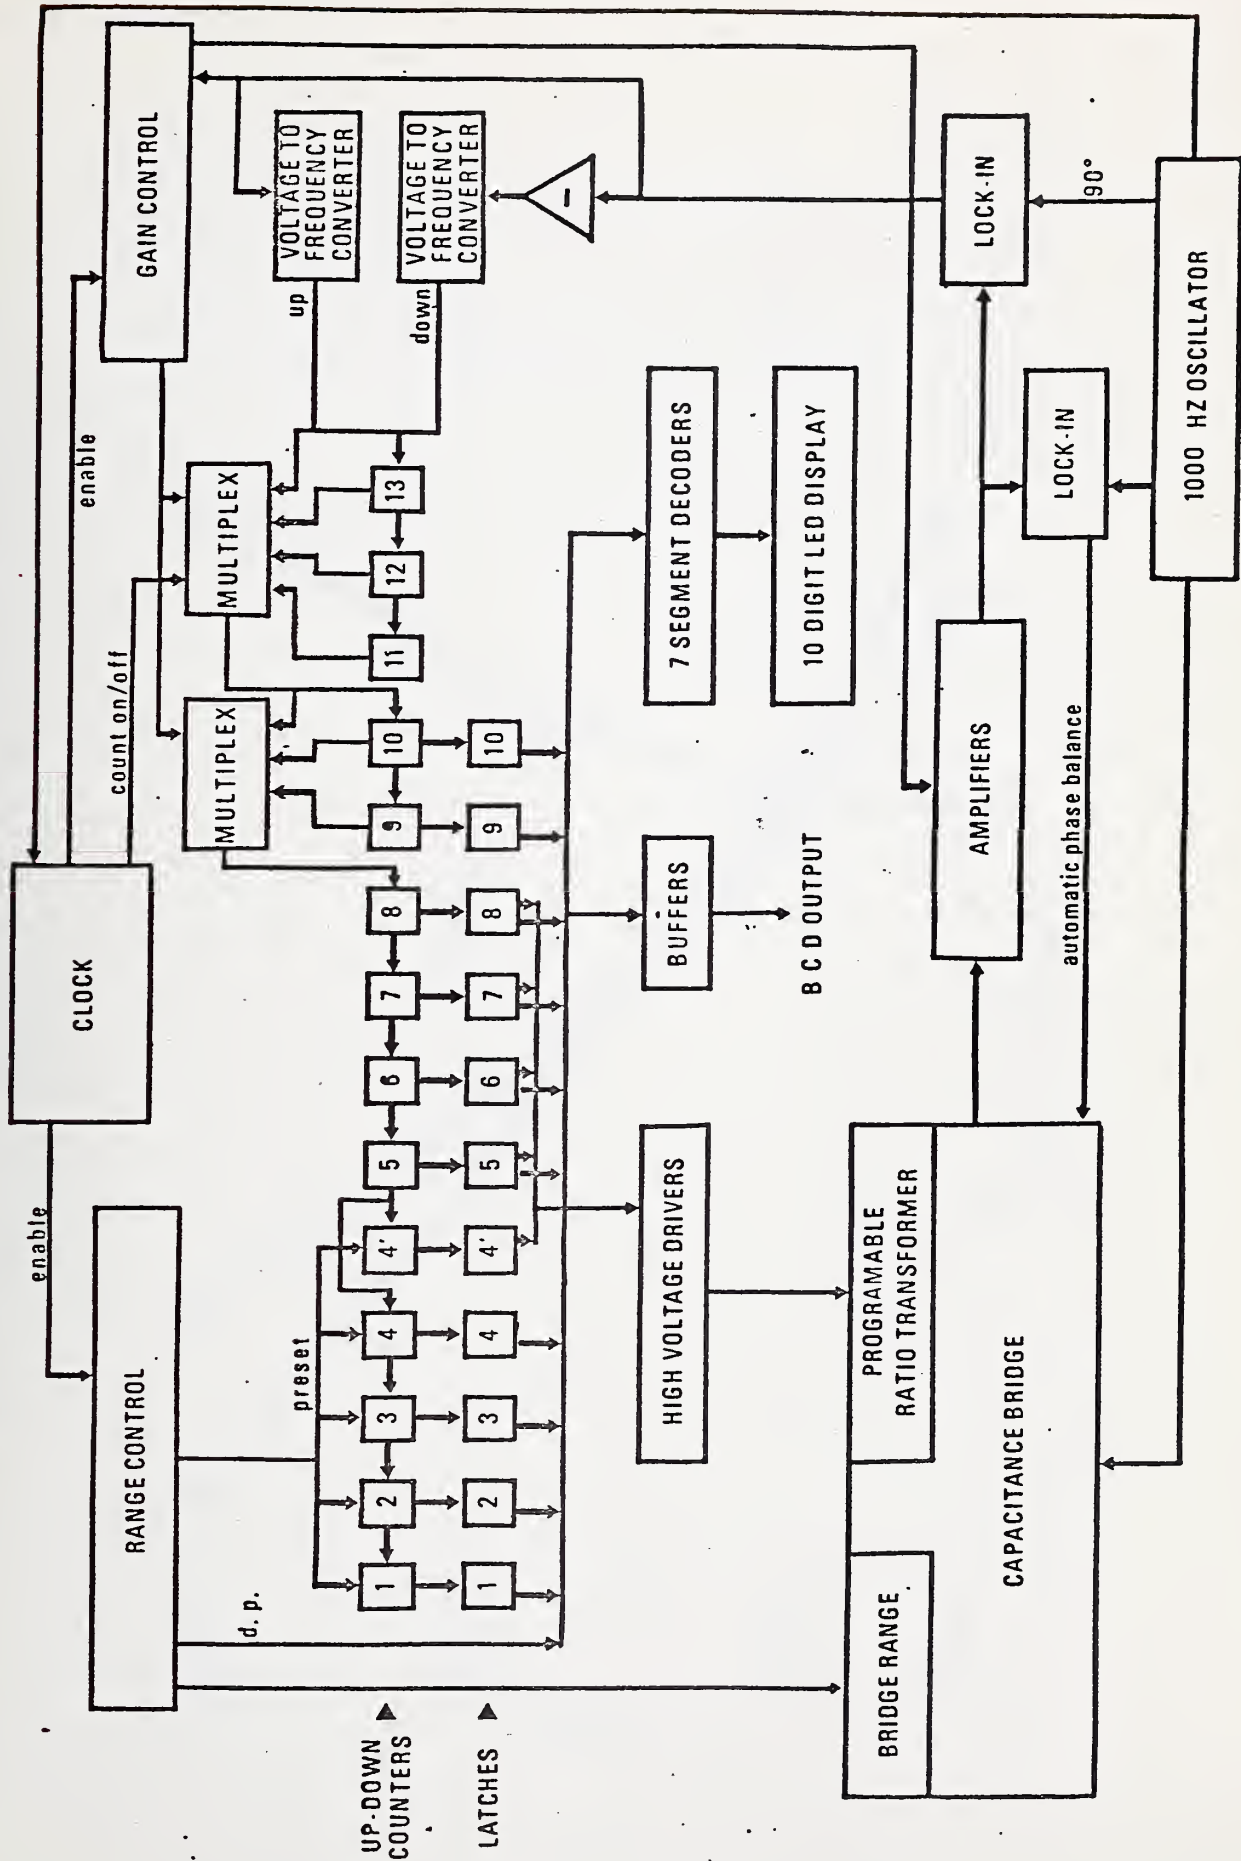 CLOCK
enable
enable
count on/off
RANGE CONTROL
GAIN CONTROL
MULTIPLEX
MULTIPLEX
VOLTAGE TO
FREQUENCY
CONVERTER
up
VOLTAGE TO
FREQUENCY
CONVERTER
down
−
preset
d.p.
UP-DOWN
COUNTERS
1 2 3 4 4' 5 6 7 8 9 10 11 12 13
LATCHES
1 2 3 4 4' 5 6 7 8 9 10
HIGH VOLTAGE DRIVERS
BUFFERS
B C D OUTPUT
7 SEGMENT DECODERS
10 DIGIT LED DISPLAY
BRIDGE RANGE
PROGRAMABLE
RATIO TRANSFORMER
CAPACITANCE BRIDGE
AMPLIFIERS
automatic phase balance
LOCK-IN
LOCK-IN
90°
1000 HZ OSCILLATOR